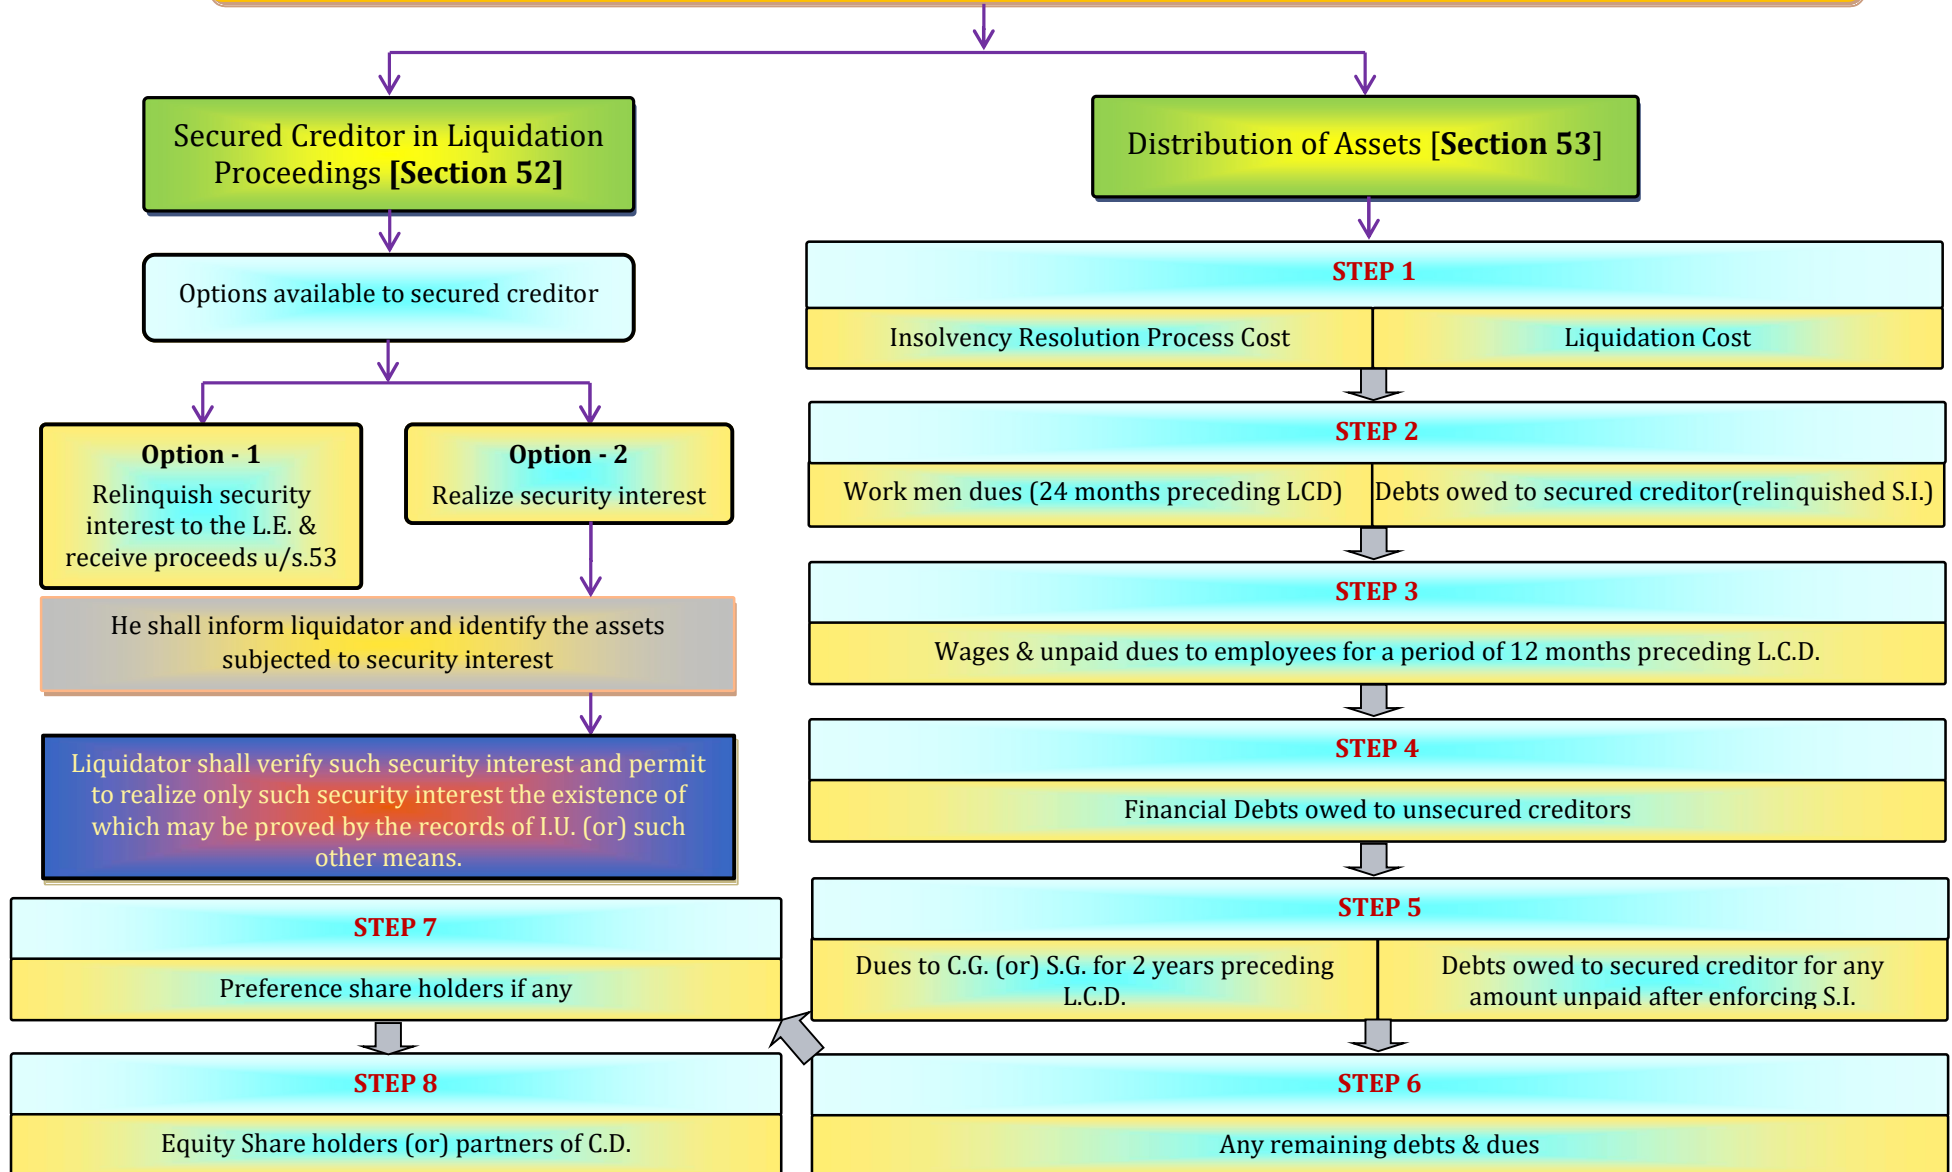 Secured Creditor in Liquidation
Proceedings [Section 52]
Options available to secured creditor
Option - 1
Relinquish security
interest to the L.E. &
receive proceeds u/s.53
Option - 2
Realize security interest
He shall inform liquidator and identify the assets
subjected to security interest
Liquidator shall verify such security interest and permit
to realize only such security interest the existence of
which may be proved by the records of I.U. (or) such
other means.
Distribution of Assets [Section 53]
STEP 1
Insolvency Resolution Process Cost
Liquidation Cost
STEP 2
Work men dues (24 months preceding LCD)
Debts owed to secured creditor(relinquished S.I.)
STEP 3
Wages & unpaid dues to employees for a period of 12 months preceding L.C.D.
STEP 4
Financial Debts owed to unsecured creditors
STEP 5
Dues to C.G. (or) S.G. for 2 years preceding
L.C.D.
Debts owed to secured creditor for any
amount unpaid after enforcing S.I.
STEP 6
Any remaining debts & dues
STEP 7
Preference share holders if any
STEP 8
Equity Share holders (or) partners of C.D.